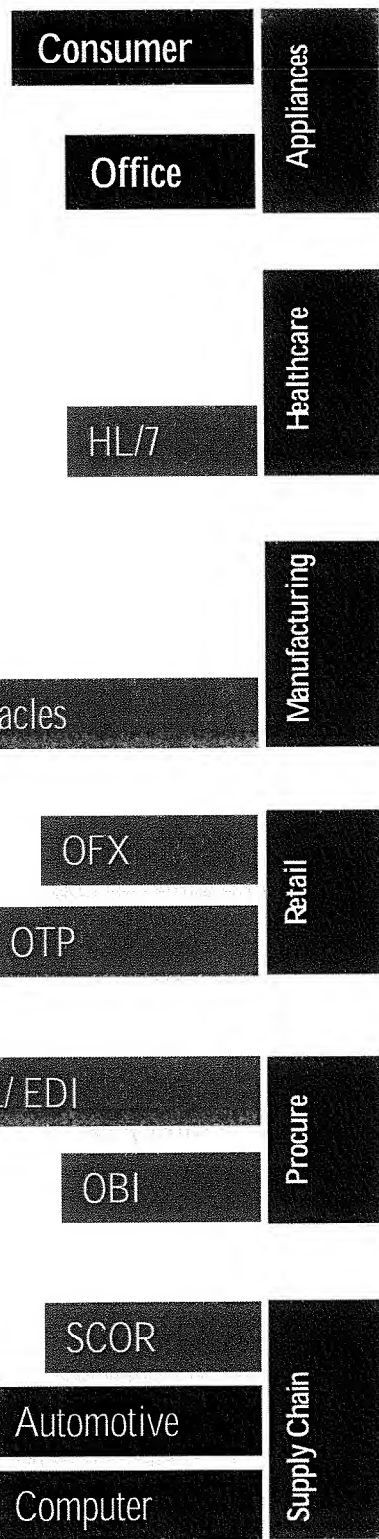 Consumer
Office
Appliances
HL/7
Healthcare
acles
Manufacturing
OFX
OTP
Retail
/ EDI
OBI
Procure
SCOR
Automotive
Computer
Supply Chain